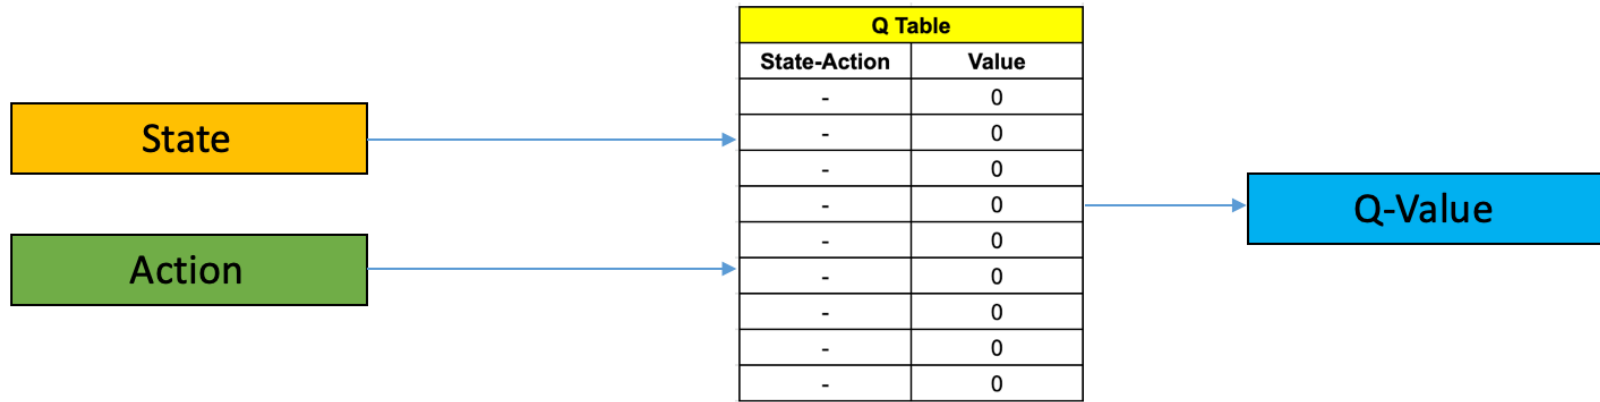 Q Table
State-Action Value
- 0
- 0
- 0
- 0
- 0
- 0
- 0
- 0
- 0
State
Action
Q-Value